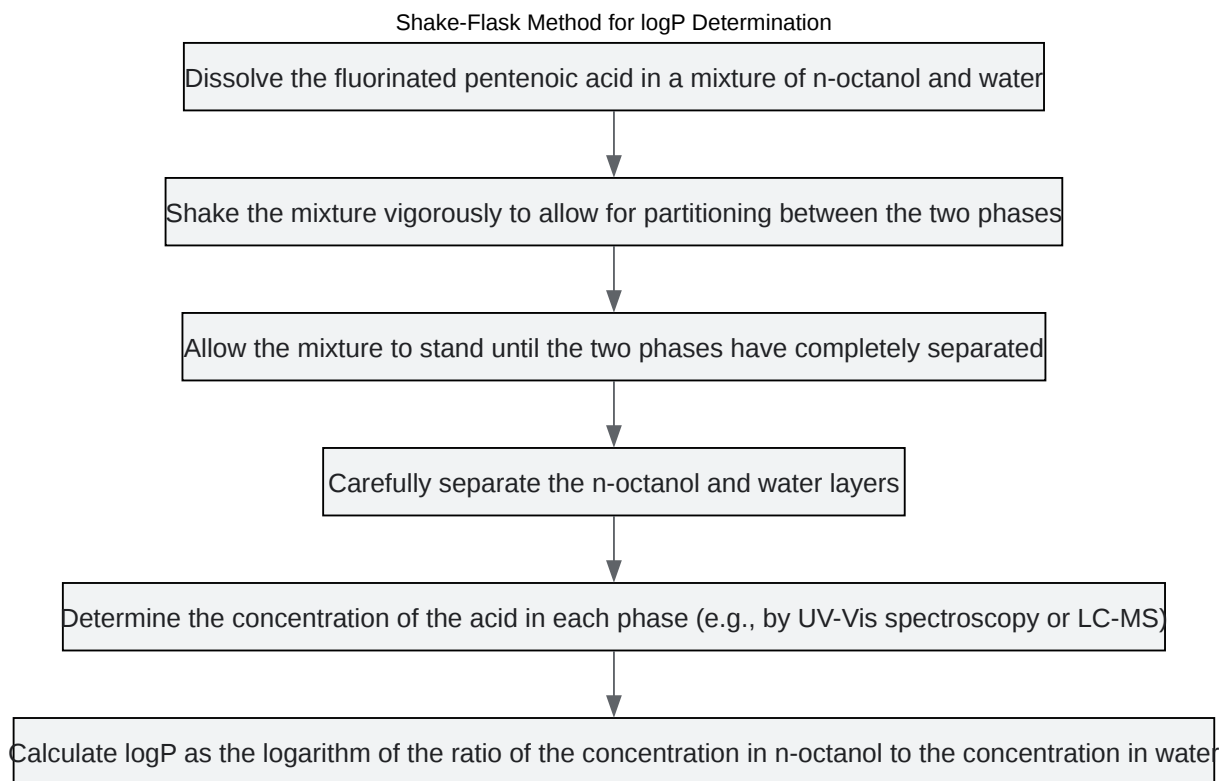 Shake-Flask Method for logP Determination
Dissolve the fluorinated pentenoic acid in a mixture of n-octanol and water
Shake the mixture vigorously to allow for partitioning between the two phases
Allow the mixture to stand until the two phases have completely separated
Carefully separate the n-octanol and water layers
Determine the concentration of the acid in each phase (e.g., by UV-Vis spectroscopy or LC-MS)
Calculate logP as the logarithm of the ratio of the concentration in n-octanol to the concentration in water